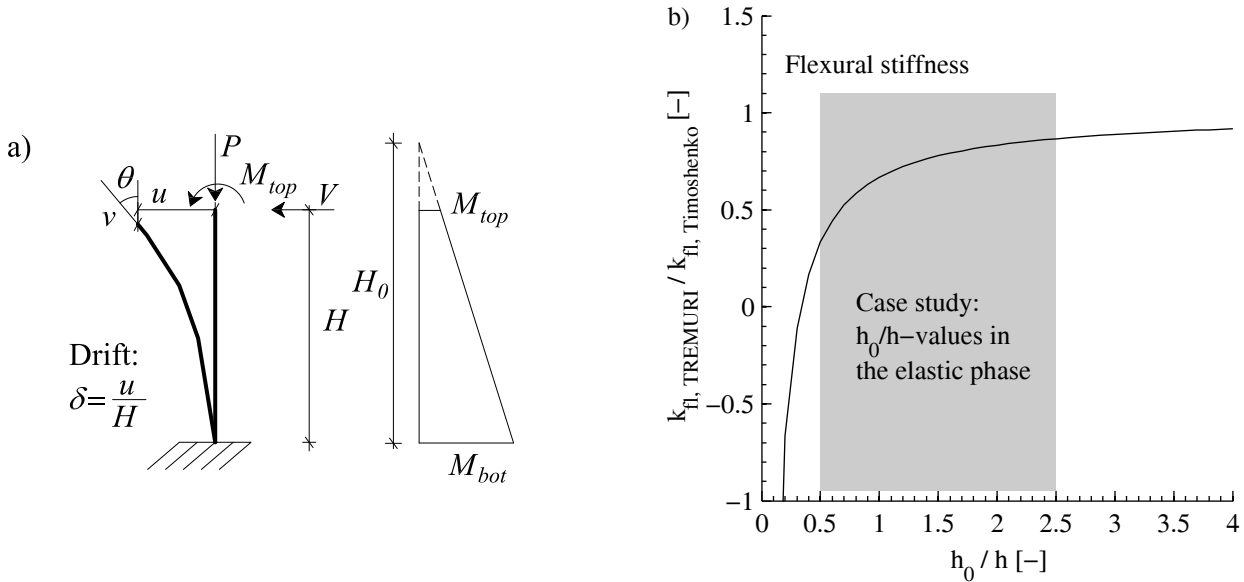 a)
P
θ
u
M_top
V
v
M_top
H_0
H
Drift:
δ=u/H
M_bot
b)
1.5
1
0.5
0
−0.5
−1
k_fl, TREMURI / k_fl, Timoshenko [−]
Flexural stiffness
Case study:
h_0/h−values in
the elastic phase
0 0.5 1 1.5 2 2.5 3 3.5 4
h_0 / h [−]